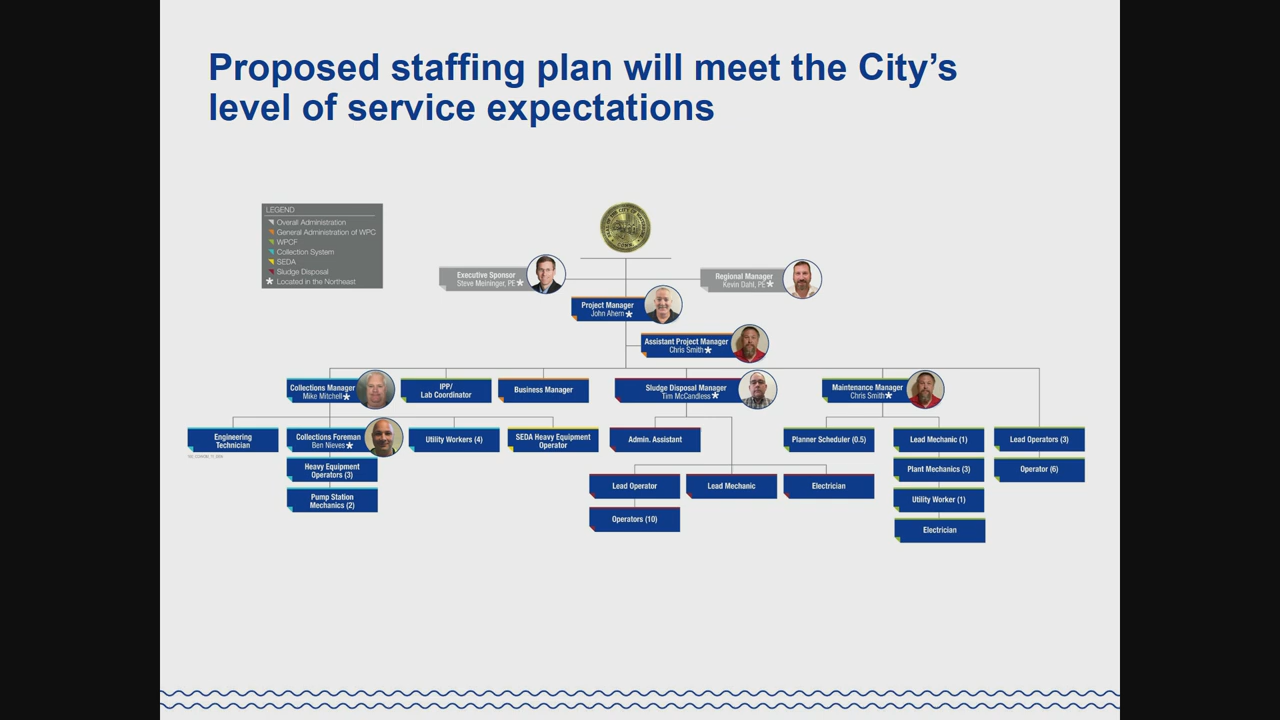 Proposed staffing plan will meet the City's
level of service expectations
LEGEND
Overall Administration
General Administration of WPC
WPCF
Collection System
SEDA
Sludge Disposal
Located in the Northeast
Executive Sponsor
Steve Meininger, PE
Regional Manager
Kevin Dahl, PE
Project Manager
John Ahern
Assistant Project Manager
Chris Smith
Collections Manager
Mike Mitchell
IPP/
Lab Coordinator
Business Manager
Sludge Disposal Manager
Tim McCandless
Maintenance Manager
Chris Smith
Engineering
Technician
Collections Foreman
Ben Nieves
Utility Workers (4)
SEDA Heavy Equipment
Operator
Admin. Assistant
Planner Scheduler (0.5)
Lead Mechanic (1)
Lead Operators (3)
Heavy Equipment
Operators (3)
Plant Mechanics (3)
Operator (6)
Pump Station
Mechanics (2)
Lead Operator
Lead Mechanic
Electrician
Utility Worker (1)
Operators (10)
Electrician